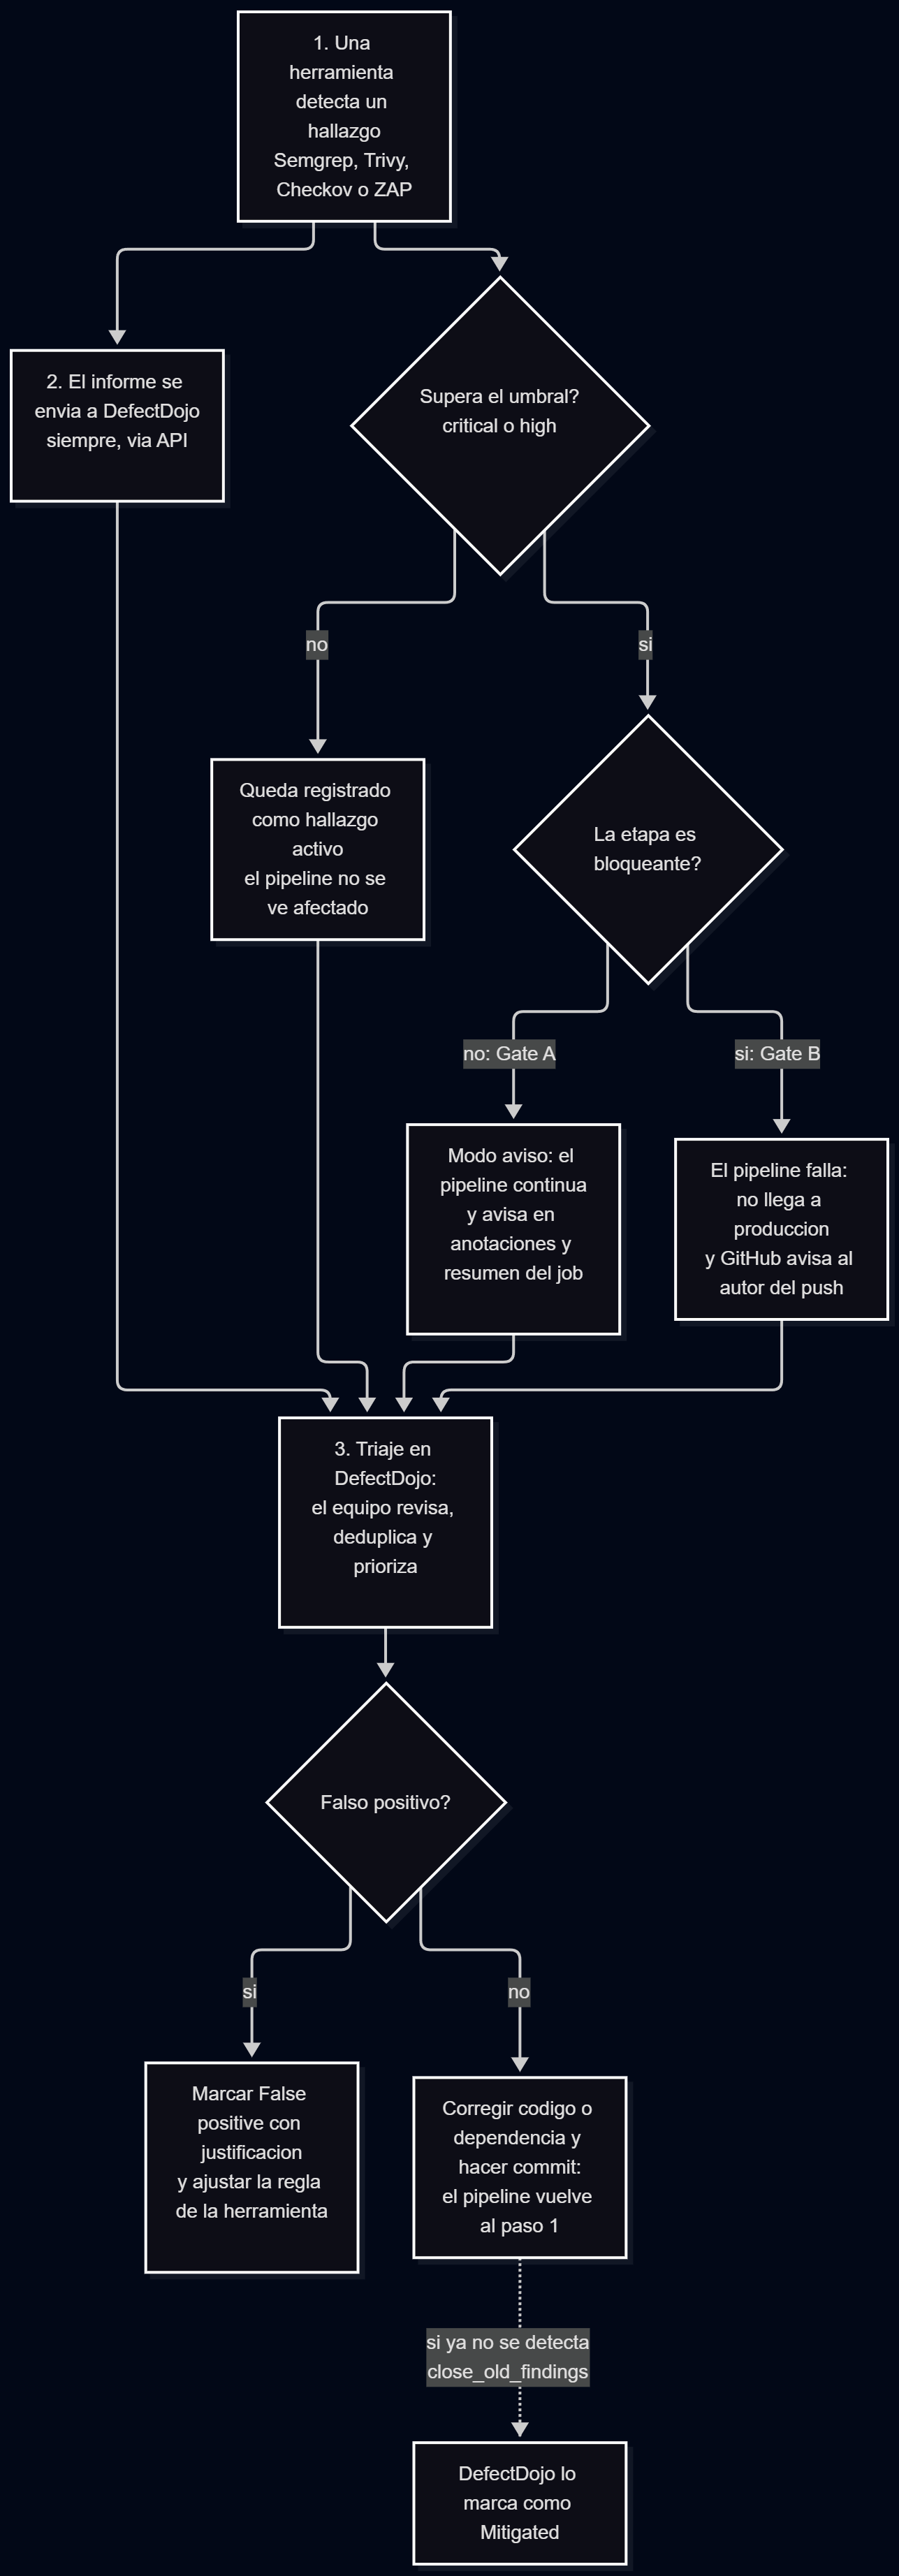 1. Una
herramienta
detecta un
hallazgo
Semgrep, Trivy,
Checkov o ZAP
2. El informe se
envia a DefectDojo
siempre, via API
Supera el umbral?
critical o high
no
si
Queda registrado
como hallazgo
activo
el pipeline no se
ve afectado
La etapa es
bloqueante?
no: Gate A
si: Gate B
Modo aviso: el
pipeline continua
y avisa en
anotaciones y
resumen del job
El pipeline falla:
no llega a
produccion
y GitHub avisa al
autor del push
3. Triaje en
DefectDojo:
el equipo revisa,
deduplica y
prioriza
Falso positivo?
si
no
Marcar False
positive con
justificacion
y ajustar la regla
de la herramienta
Corregir codigo o
dependencia y
hacer commit:
el pipeline vuelve
al paso 1
si ya no se detecta
close_old_findings
DefectDojo lo
marca como
Mitigated